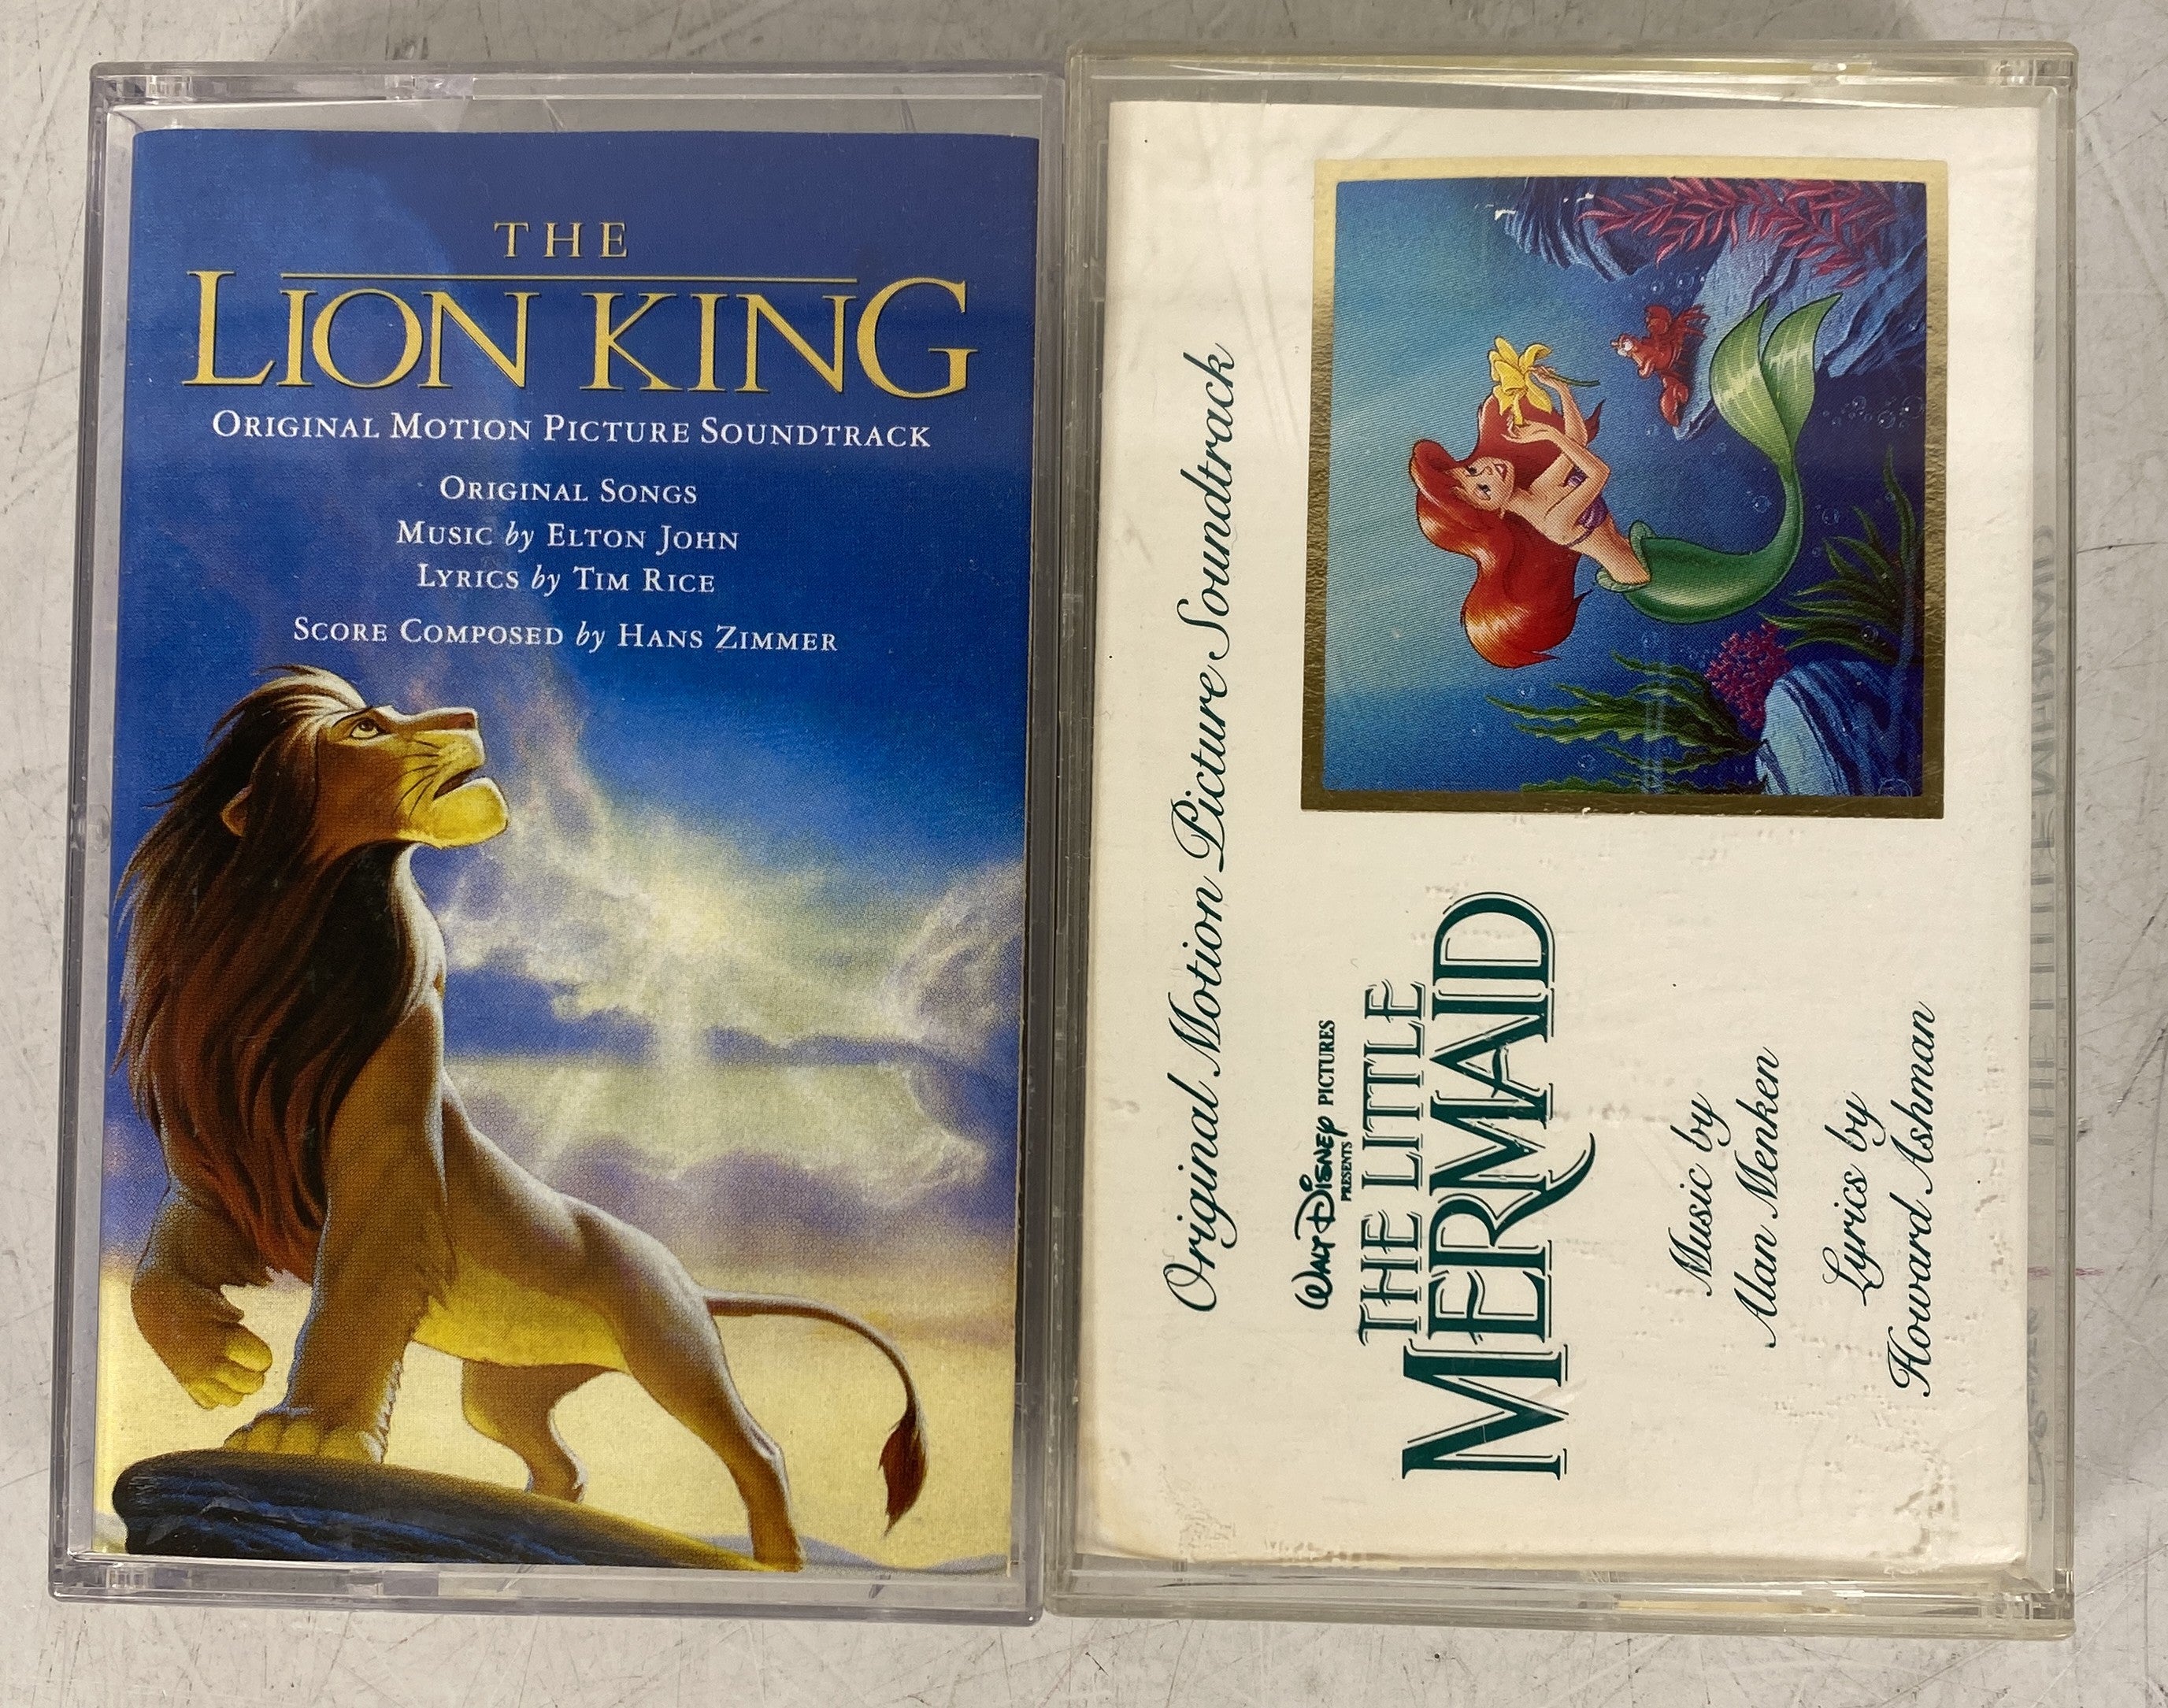 THE
LION KING
ORIGINAL MOTION PICTURE SOUNDTRACK
ORIGINAL SONGS
MUSIC by ELTON JOHN
LYRICS by TIM RICE
SCORE COMPOSED by HANS ZIMMER
Original Motion Picture Soundtrack
WALT DISNEY PICTURES
PRESENTS
THE LITTLE
MERMAID
Music by
Alan Menken
Lyrics by
Howard Ashman